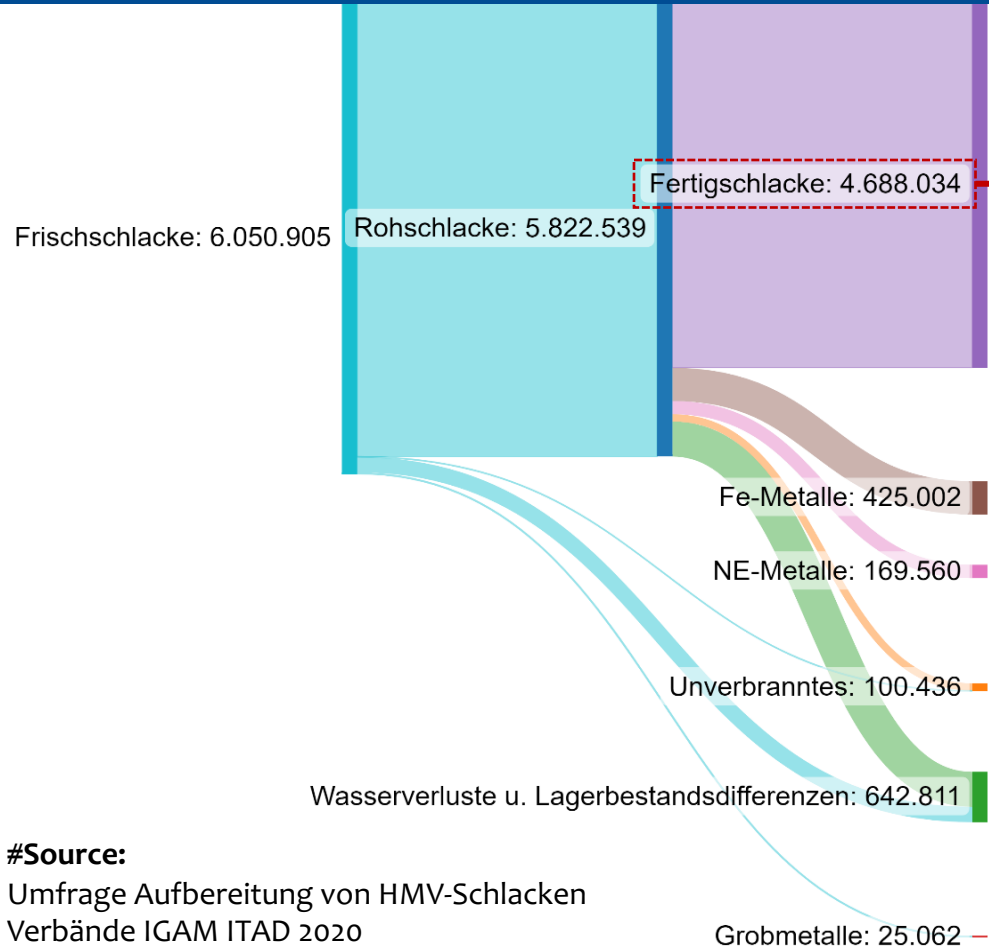 Fertigschlacke: 4.688.034
Frischschlacke: 6.050.905
Rohschlacke: 5.822.539
Fe-Metalle: 425.002
NE-Metalle: 169.560
Unverbranntes: 100.436
Wasserverluste u. Lagerbestandsdifferenzen: 642.811
#Source:
Umfrage Aufbereitung von HMV-Schlacken
Verbände IGAM ITAD 2020
Grobmetalle: 25.062